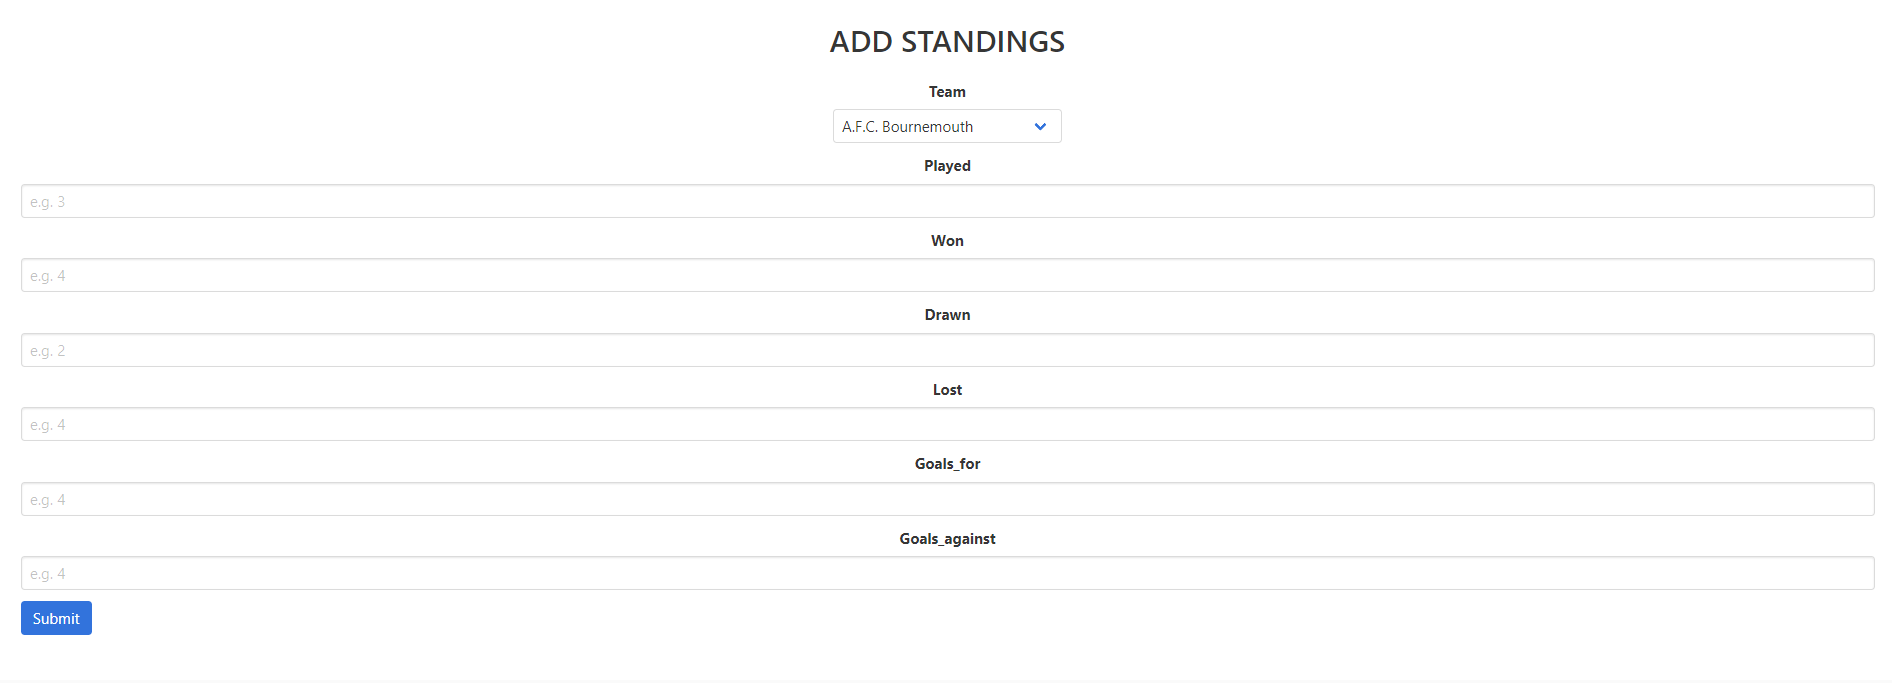 ADD STANDINGS
Team
A.F.C. Bournemouth
Played
e.g. 3
Won
e.g. 4
Drawn
e.g. 2
Lost
e.g. 4
Goals_for
e.g. 4
Goals_against
e.g. 4
Submit